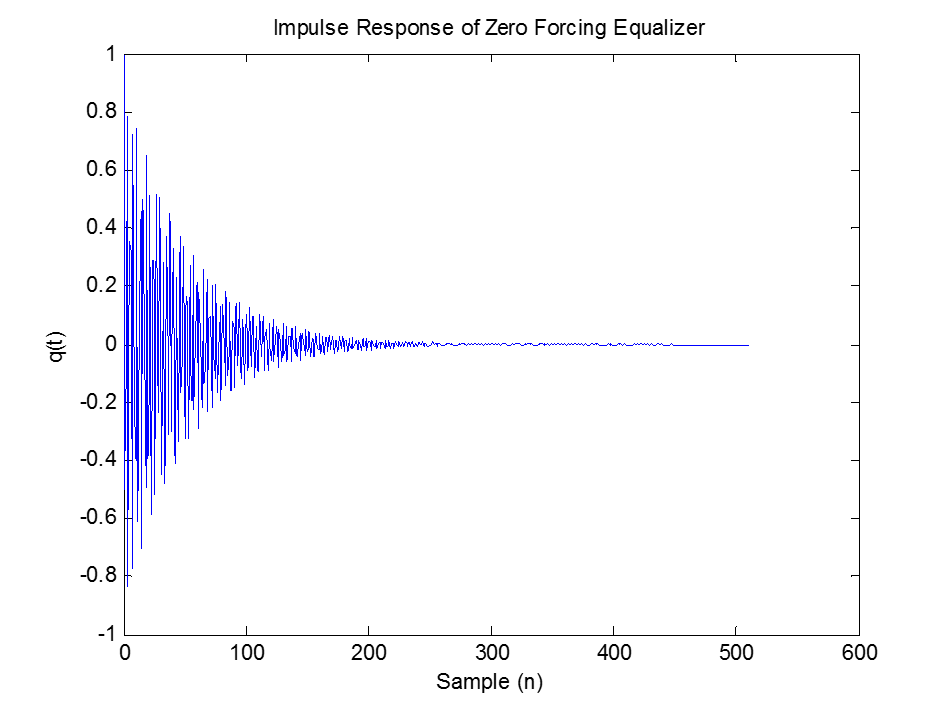 Impulse Response of Zero Forcing Equalizer
1
0.8
0.6
0.4
0.2
0
-0.2
-0.4
-0.6
-0.8
-1
q(t)
0 100 200 300 400 500 600
Sample (n)